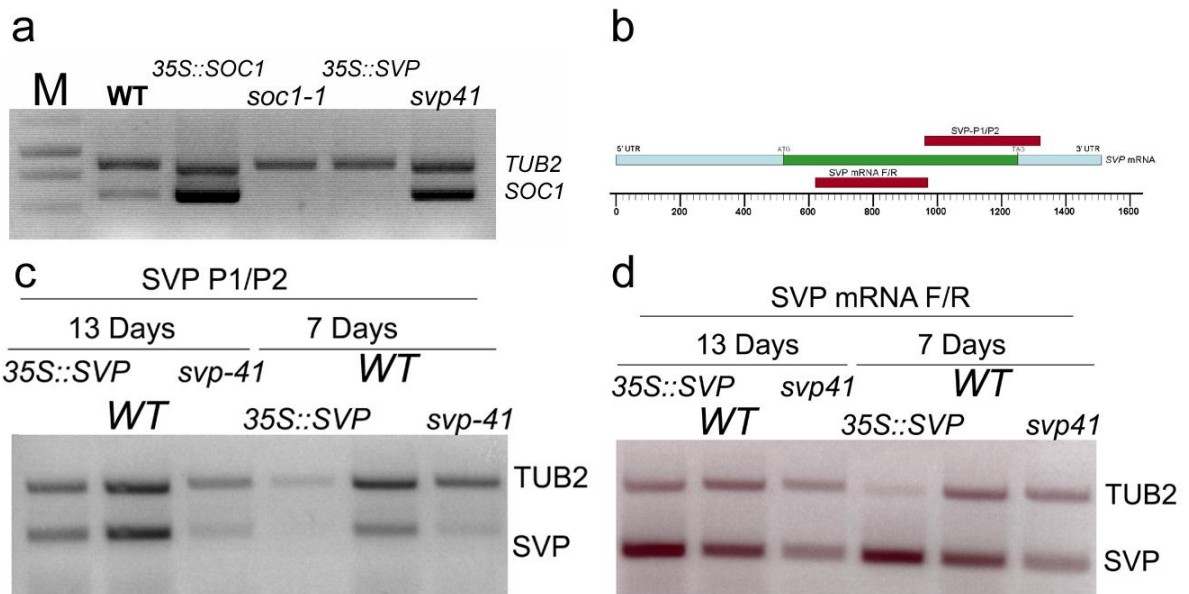 a
35S::SOC1 35S::SVP
M WT soc1-1 svp41
TUB2
SOC1
b
SVP-P1/P2
5' UTR ATG TAG 3' UTR
SVP mRNA
SVP mRNA F/R
0 200 400 600 800 1000 1200 1400 1600
c
SVP P1/P2
13 Days 7 Days
35S::SVP svp-41 WT
WT 35S::SVP svp-41
TUB2
SVP
d
SVP mRNA F/R
13 Days 7 Days
35S::SVP svp41 WT
WT 35S::SVP svp41
TUB2
SVP